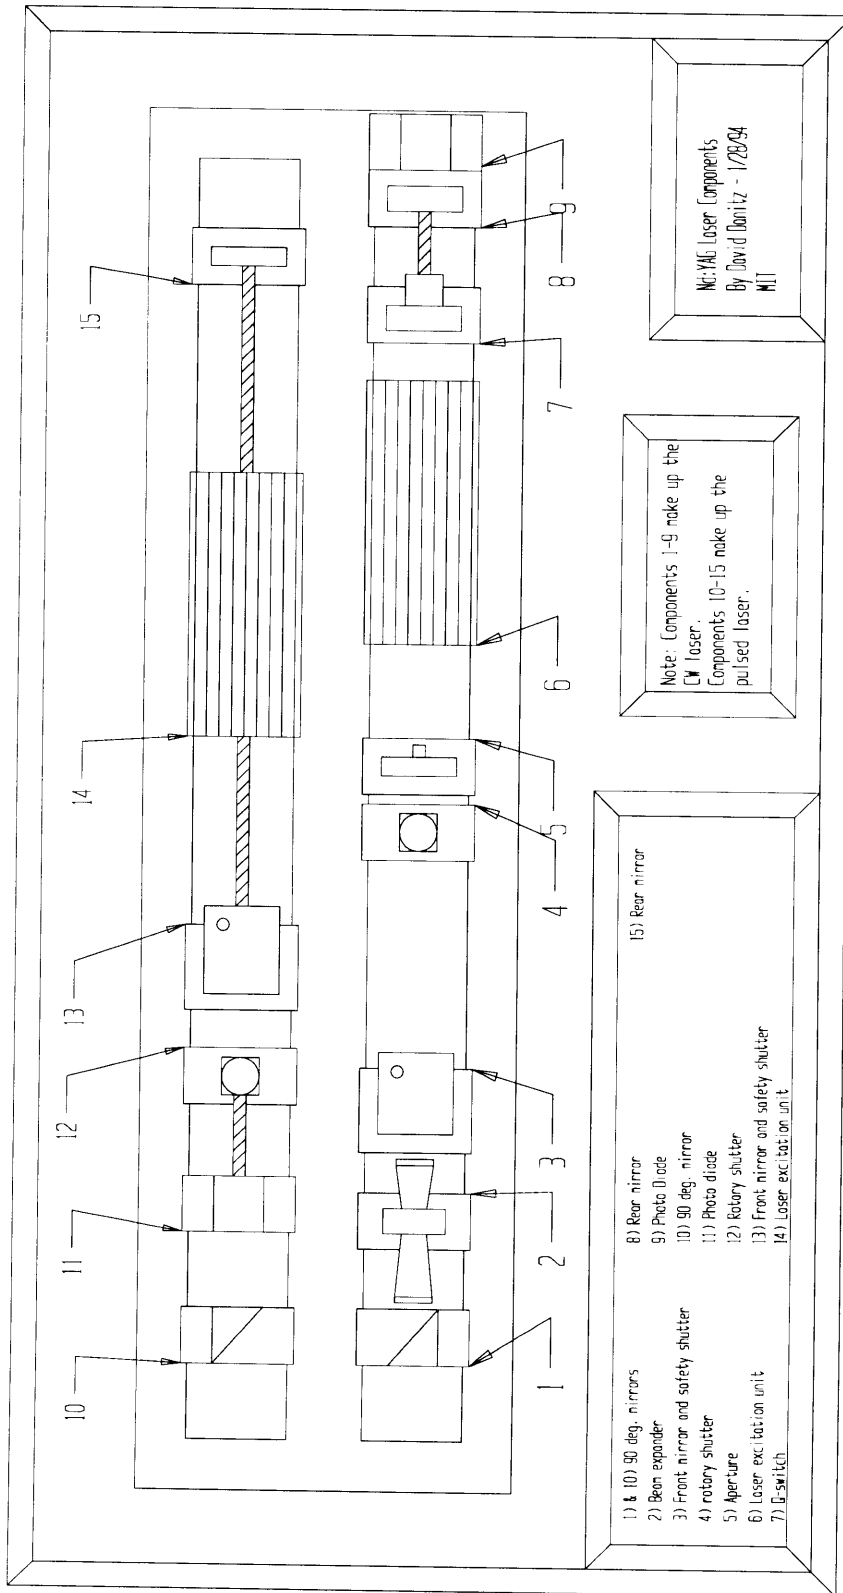 15
14
13
12
11
10
9
8
7
6
5
4
3
2
1
1) & 10) 90 deg. mirrors
2) Beam expander
3) Front mirror and safety shutter
4) rotary shutter
5) Aperture
6) Laser excitation unit
7) Q-switch
8) Rear mirror
9) Photo Diode
10) 90 deg. mirror
11) Photo diode
12) Rotary shutter
13) Front mirror and safety shutter
14) Laser excitation unit
15) Rear mirror
Note: Components 1-9 make up the
CW laser.
Components 10-15 make up the
pulsed laser.
Nd:YAG Laser Components
By David Danitz - 1/28/94
MIT